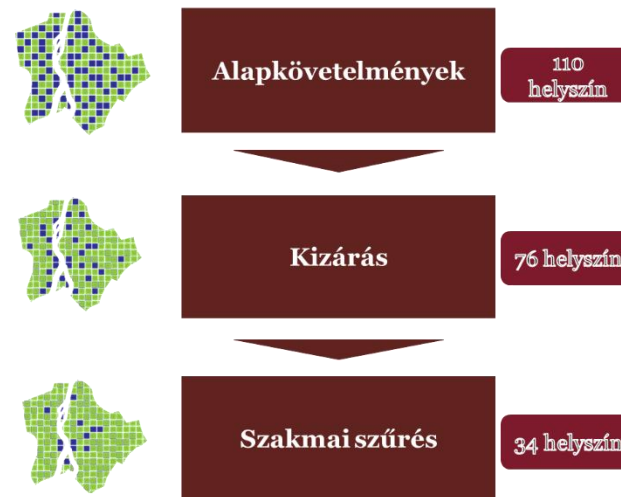 Alapkövetelmények
110
helyszín
Kizárás
76 helyszín
Szakmai szűrés
34 helyszín